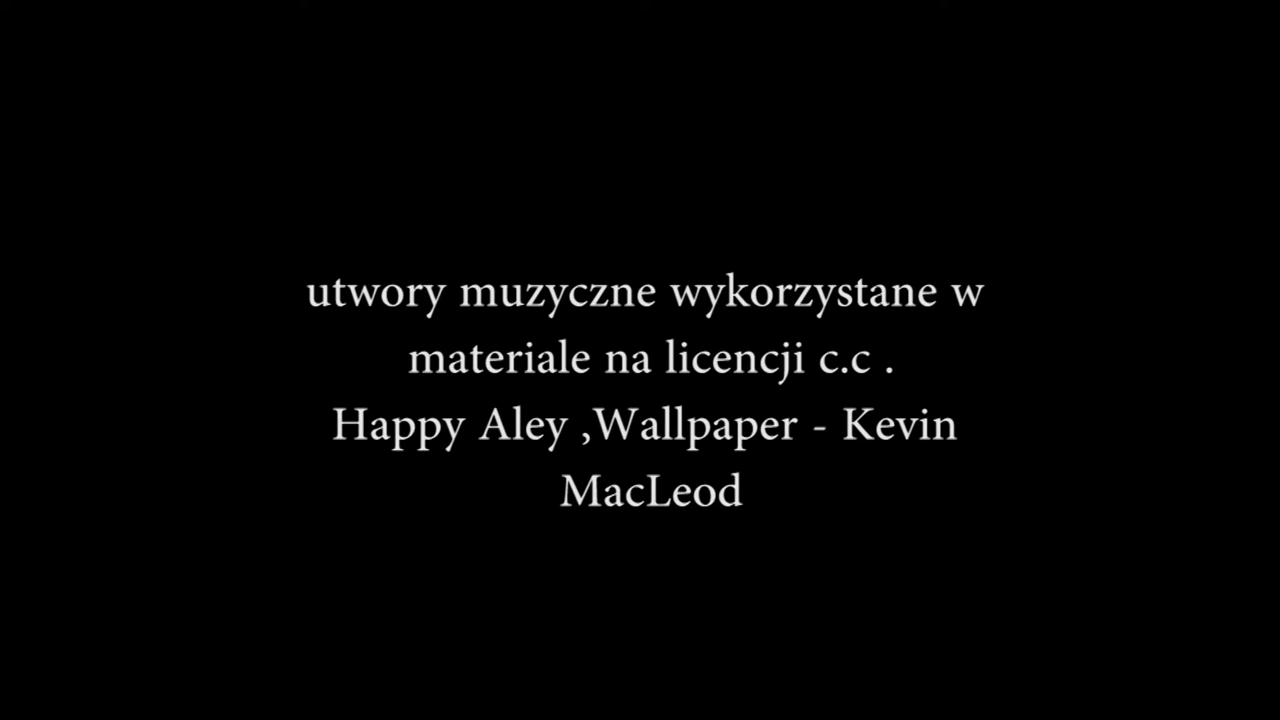 utwory muzyczne wykorzystane w
materiale na licencji c.c .
Happy Aley ,Wallpaper - Kevin
MacLeod